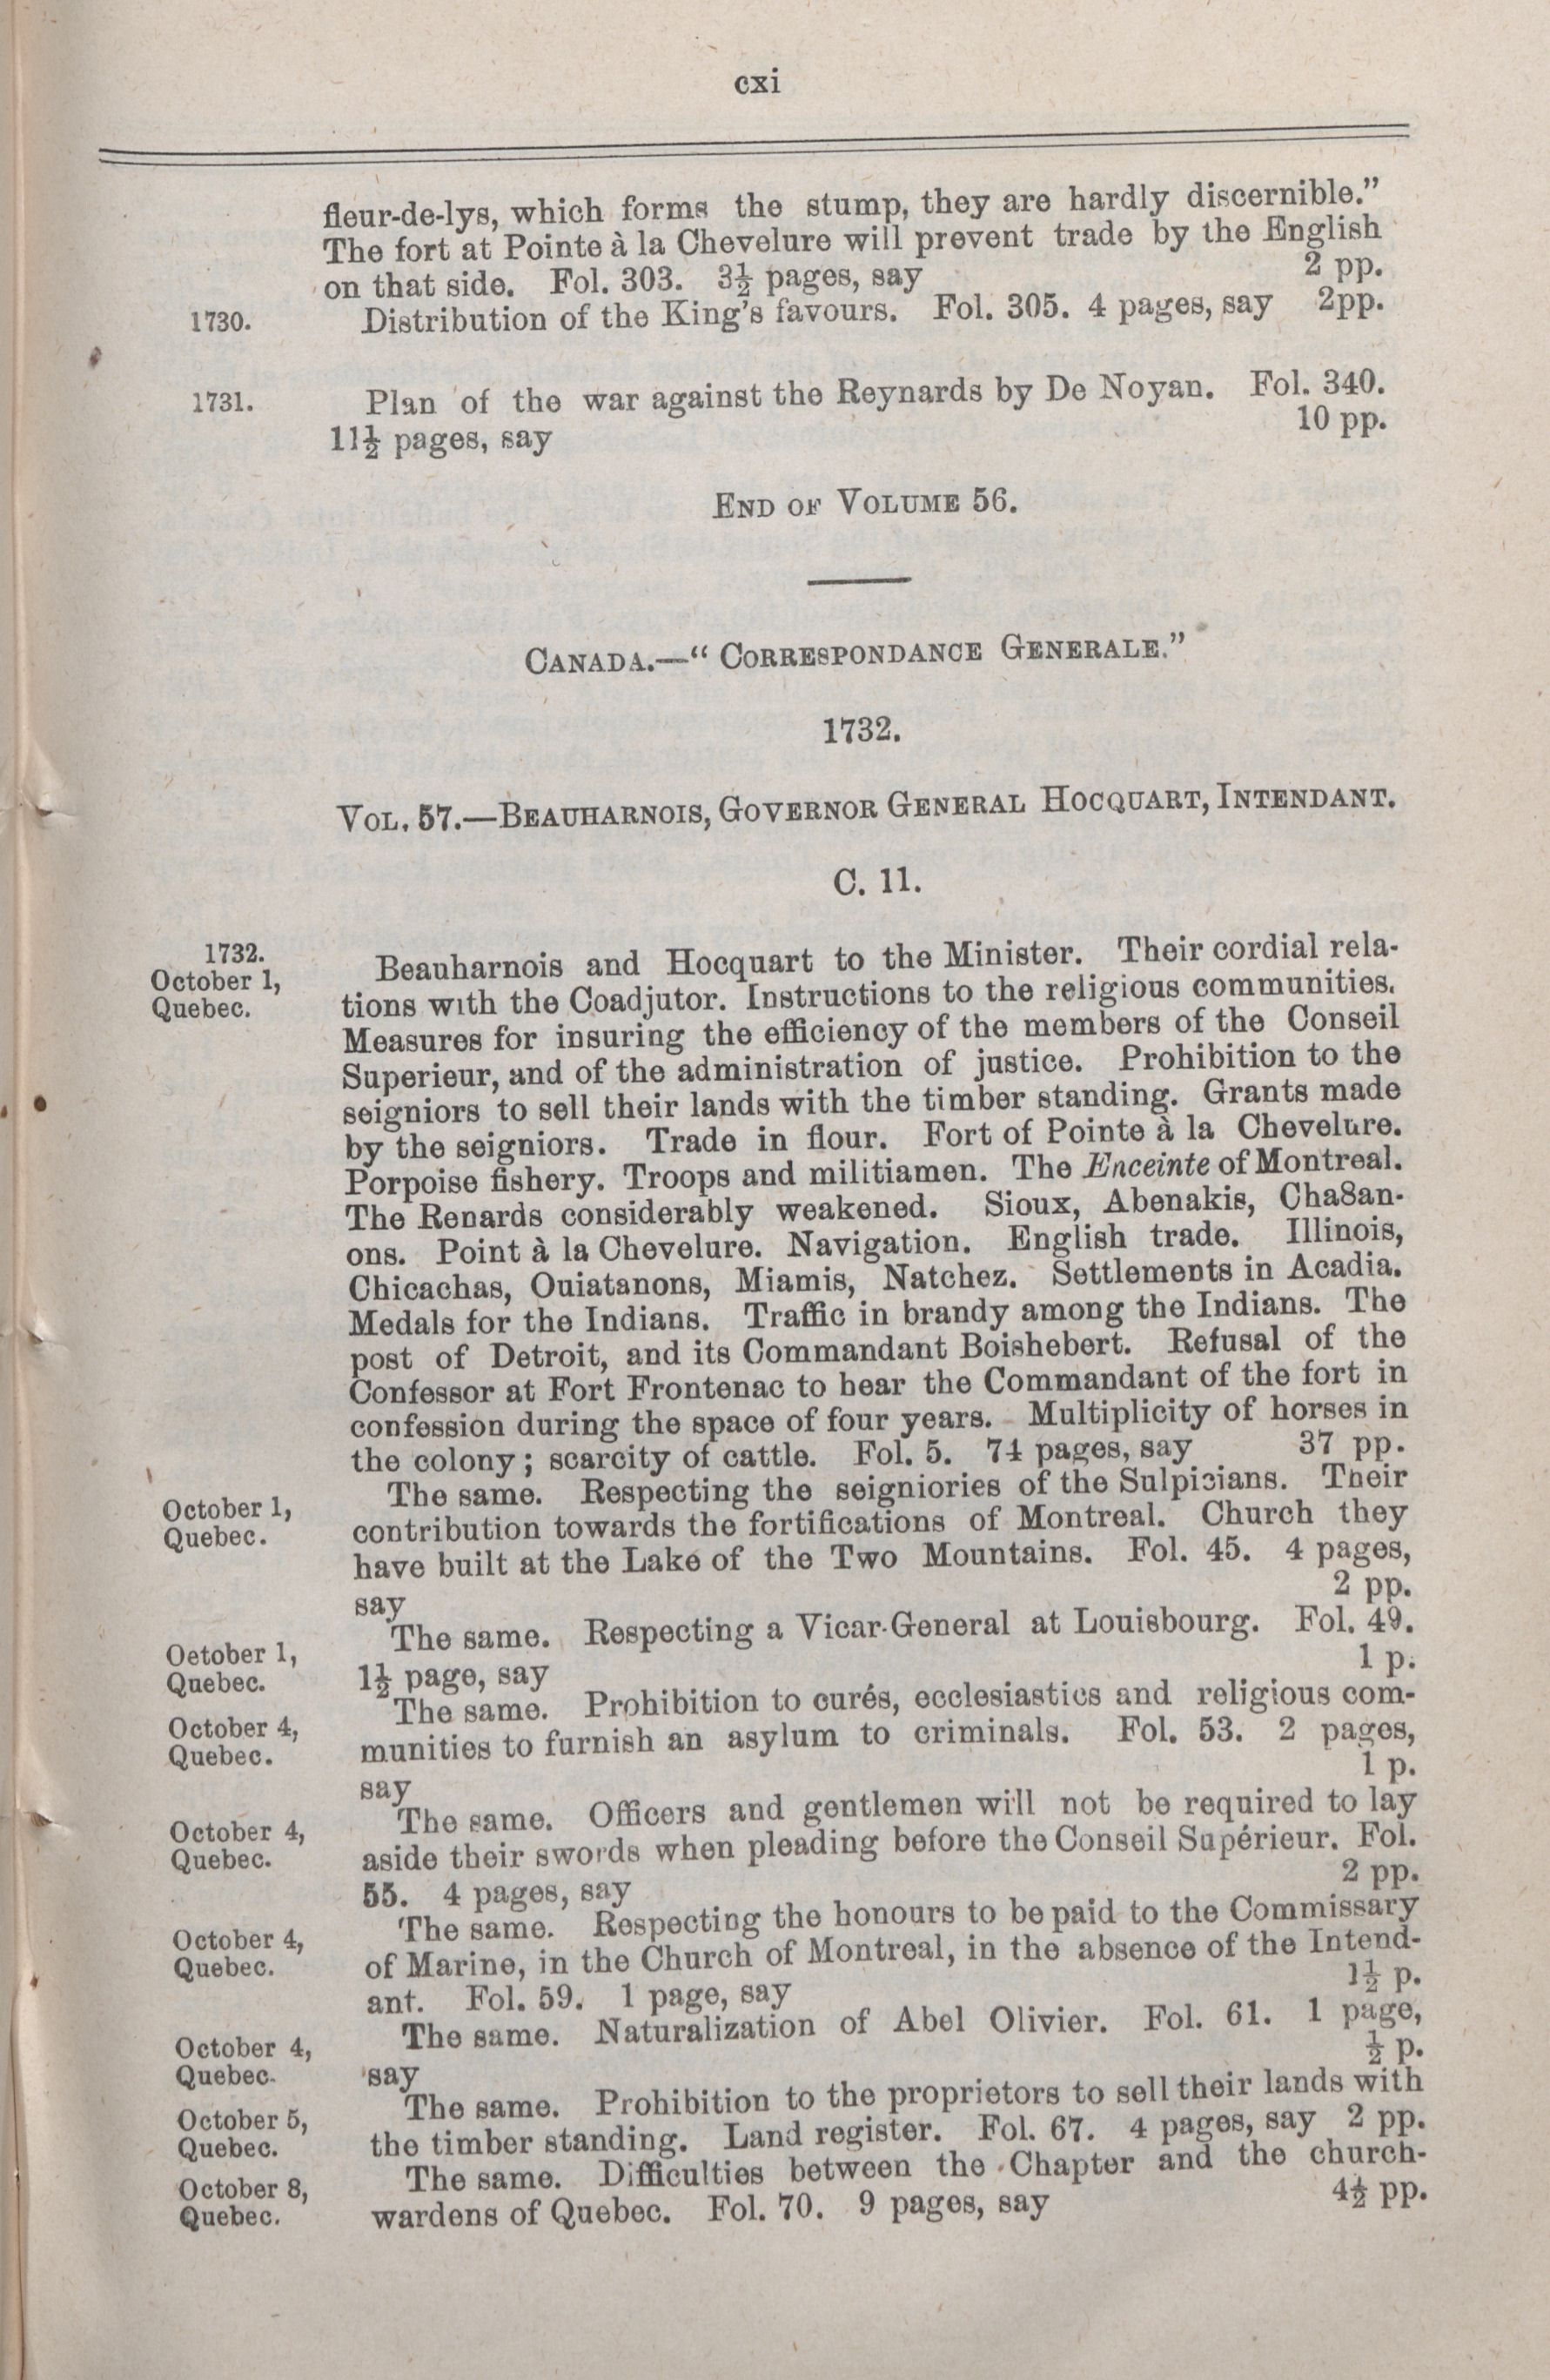 cxi
fleur-de-lys, which forms the stump, they are hardly discernible.”
The fort at Pointe à la Chevelure will prevent trade by the English
on that side. Fol. 303. 3½ pages, say 2 pp.
1730. Distribution of the King's favours. Fol. 305. 4 pages, say 2pp.
1731. Plan of the war against the Reynards by De Noyan. Fol. 340.
11½ pages, say 10 pp.
END OF VOLUME 56.
CANADA.—“ CORRESPONDANCE GENERALE.”
1732.
VOL. 57.—BEAUHARNOIS, GOVERNOR GENERAL HOCQUART, INTENDANT.
C. 11.
1732.
October 1,
Quebec.
Beauharnois and Hocquart to the Minister. Their cordial rela-
tions with the Coadjutor. Instructions to the religious communities.
Measures for insuring the efficiency of the members of the Conseil
Superieur, and of the administration of justice. Prohibition to the
seigniors to sell their lands with the timber standing. Grants made
by the seigniors. Trade in flour. Fort of Pointe à la Chevelure.
Porpoise fishery. Troops and militiamen. The Enceinte of Montreal.
The Renards considerably weakened. Sioux, Abenakis, Cha8an-
ons. Point à la Chevelure. Navigation. English trade. Illinois,
Chicachas, Ouiatanons, Miamis, Natchez. Settlements in Acadia.
Medals for the Indians. Traffic in brandy among the Indians. The
post of Detroit, and its Commandant Boishebert. Refusal of the
Confessor at Fort Frontenac to hear the Commandant of the fort in
confession during the space of four years. Multiplicity of horses in
the colony ; scarcity of cattle. Fol. 5. 74 pages, say 37 pp.
October 1,
Quebec.
The same. Respecting the seigniories of the Sulpicians. Their
contribution towards the fortifications of Montreal. Church they
have built at the Lake of the Two Mountains. Fol. 45. 4 pages,
say 2 pp.
Oetober 1,
Quebec.
The same. Respecting a Vicar-General at Louisbourg. Fol. 49.
1½ page, say 1 p.
October 4,
Quebec.
The same. Prohibition to curés, ecclesiastics and religious com-
munities to furnish an asylum to criminals. Fol. 53. 2 pages,
say 1 p.
October 4,
Quebec.
The same. Officers and gentlemen will not be required to lay
aside their swords when pleading before the Conseil Supérieur. Fol.
55. 4 pages, say 2 pp.
October 4,
Quebec.
The same. Respecting the honours to be paid to the Commissary
of Marine, in the Church of Montreal, in the absence of the Intend-
ant. Fol. 59. 1 page, say 1½ p.
October 4,
Quebec.
The same. Naturalization of Abel Olivier. Fol. 61. 1 page,
say ½ p.
October 5,
Quebec.
The same. Prohibition to the proprietors to sell their lands with
the timber standing. Land register. Fol. 67. 4 pages, say 2 pp.
October 8,
Quebec.
The same. Difficulties between the Chapter and the church-
wardens of Quebec. Fol. 70. 9 pages, say 4½ pp.